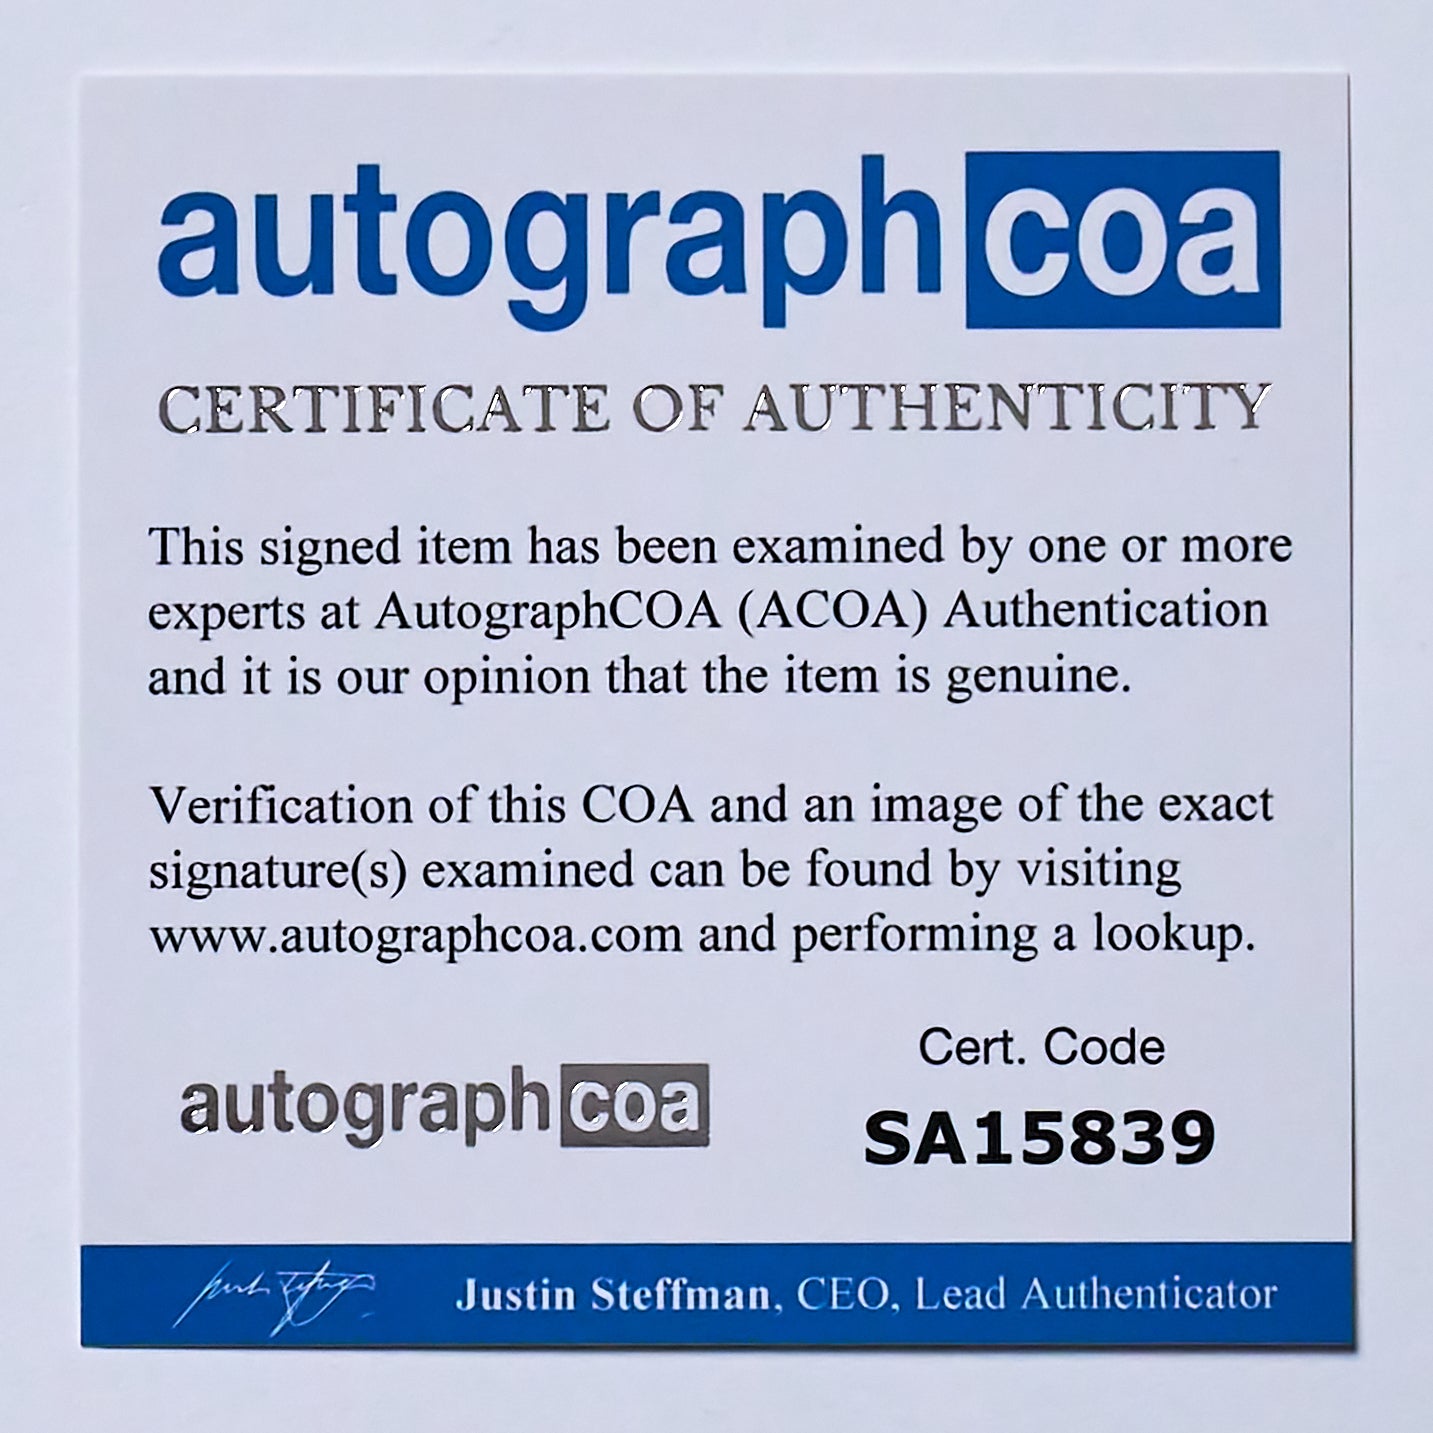 autographcoa
CERTIFICATE OF AUTHENTICITY
This signed item has been examined by one or more
experts at AutographCOA (ACOA) Authentication
and it is our opinion that the item is genuine.
Verification of this COA and an image of the exact
signature(s) examined can be found by visiting
www.autographcoa.com and performing a lookup.
autographcoa
Cert. Code
SA15839
Justin Steffman, CEO, Lead Authenticator